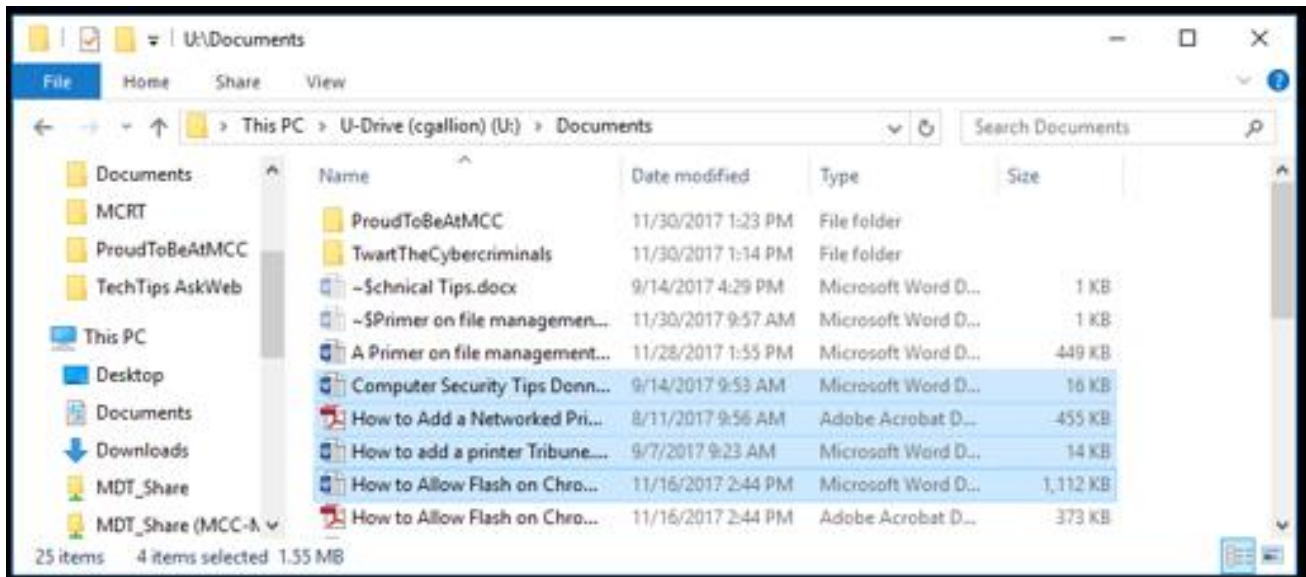 U:\Documents
File Home Share View
This PC > U-Drive (cgallion) (U:) > Documents Search Documents
Documents
MCRT
ProudToBeAtMCC
TechTips AskWeb
This PC
Desktop
Documents
Downloads
MDT_Share
MDT_Share (MCC-M
Name Date modified Type Size
ProudToBeAtMCC 11/30/2017 1:23 PM File folder
TwartTheCybercriminals 11/30/2017 1:14 PM File folder
~$chnical Tips.docx 9/14/2017 4:29 PM Microsoft Word D... 1 KB
~$Primer on file managemen... 11/30/2017 9:57 AM Microsoft Word D... 1 KB
A Primer on file management... 11/28/2017 1:55 PM Microsoft Word D... 449 KB
Computer Security Tips Donn... 9/14/2017 9:53 AM Microsoft Word D... 16 KB
How to Add a Networked Pri... 8/11/2017 9:56 AM Adobe Acrobat D... 455 KB
How to add a printer Tribune.... 9/7/2017 9:23 AM Microsoft Word D... 14 KB
How to Allow Flash on Chro... 11/16/2017 2:44 PM Microsoft Word D... 1,112 KB
How to Allow Flash on Chro... 11/16/2017 2:44 PM Adobe Acrobat D... 373 KB
25 items 4 items selected 1.55 MB